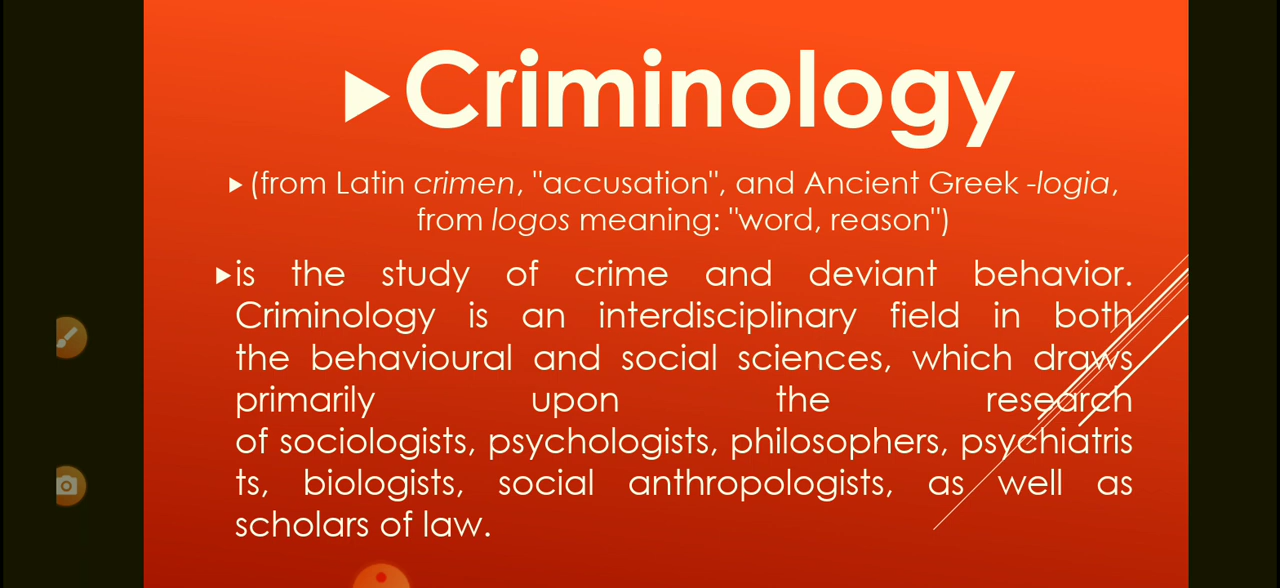 Criminology
(from Latin crimen, "accusation", and Ancient Greek -logia,
from logos meaning: "word, reason")
is the study of crime and deviant behavior.
Criminology is an interdisciplinary field in both
the behavioural and social sciences, which draws
primarily upon the research
of sociologists, psychologists, philosophers, psychiatris
ts, biologists, social anthropologists, as well as
scholars of law.